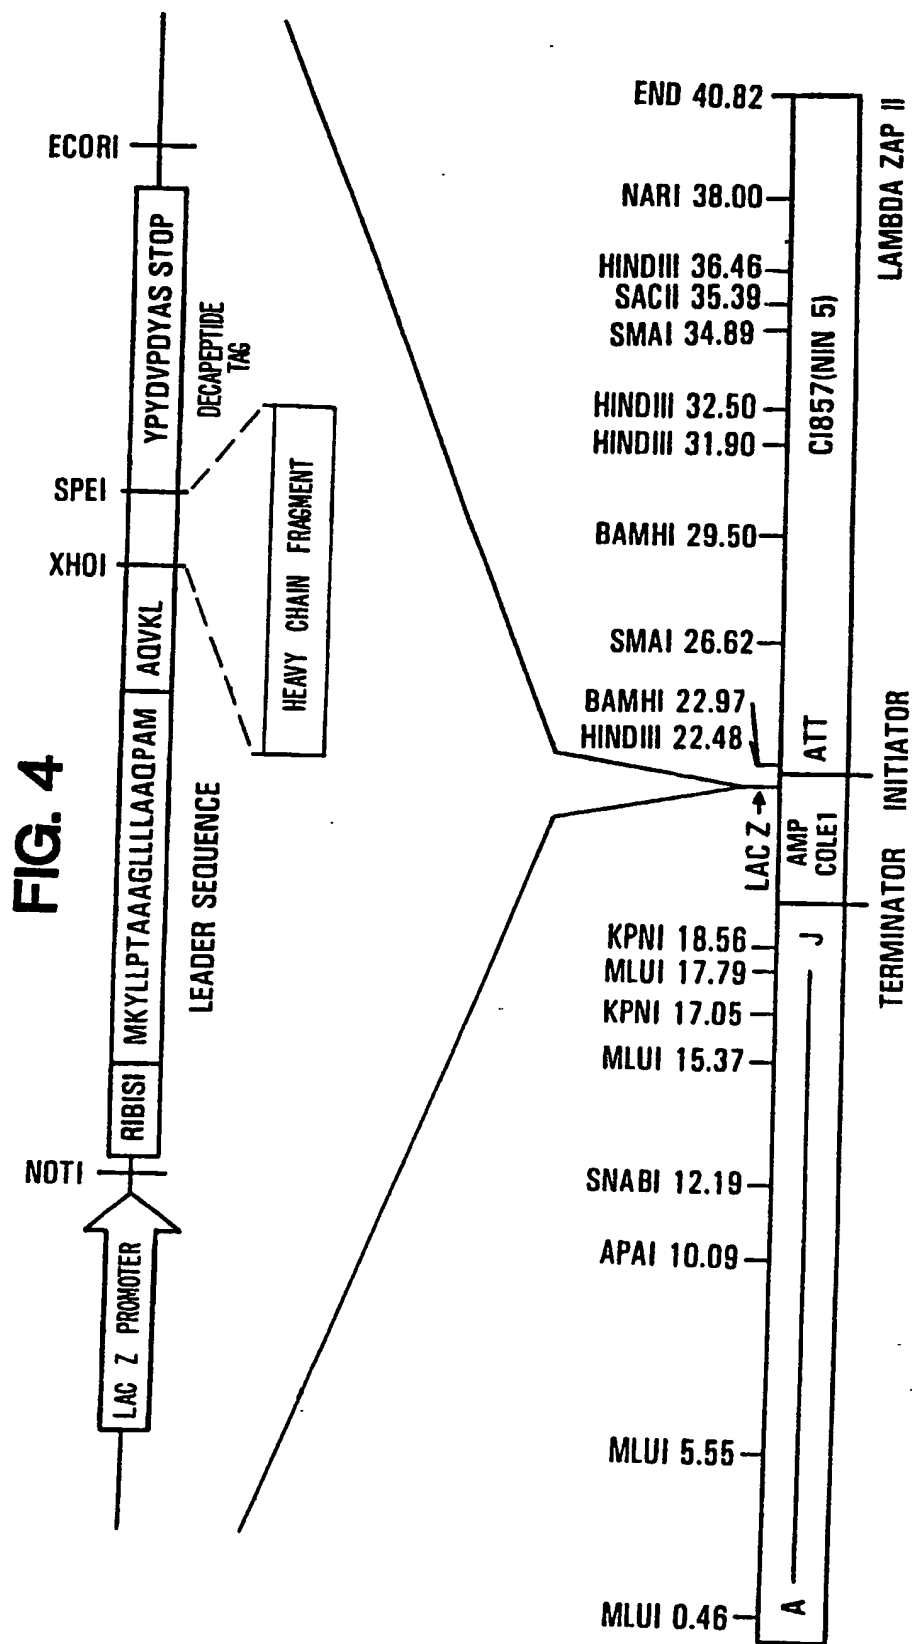 FIG. 4
LAC Z PROMOTER
NOTI
RIBISI
MKYLLPTAAAGLLLLAAQPAM
AQVKL
XHOI
SPEI
YPYDVPDYAS STOP
ECORI
LEADER SEQUENCE
DECAPEPTIDE
TAG
HEAVY CHAIN FRAGMENT
MLUI 0.46
MLUI 5.55
APAI 10.09
SNABI 12.19
MLUI 15.37
KPNI 17.05
MLUI 17.79
KPNI 18.56
LAC Z→
HINDIII 22.48
BAMHI 22.97
SMAI 26.62
BAMHI 29.50
HINDIII 31.90
HINDIII 32.50
SMAI 34.89
SACII 35.39
HINDIII 36.46
NARI 38.00
END 40.82
A
J
AMP
COLE1
ATT
CI857(NIN 5)
TERMINATOR
INITIATOR
LAMBDA ZAP II